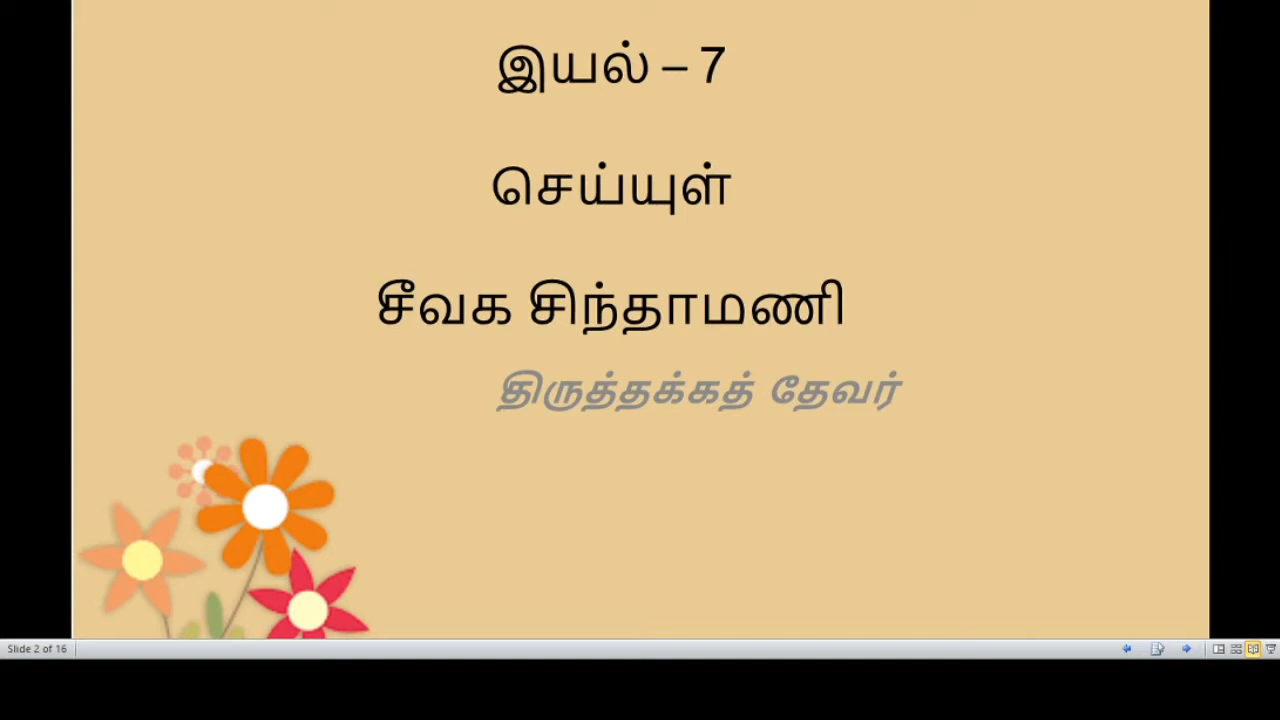 இயல் – 7
செய்யுள்
சீவக சிந்தாமணி
திருத்தக்கத் தேவர்
Slide 2 of 16